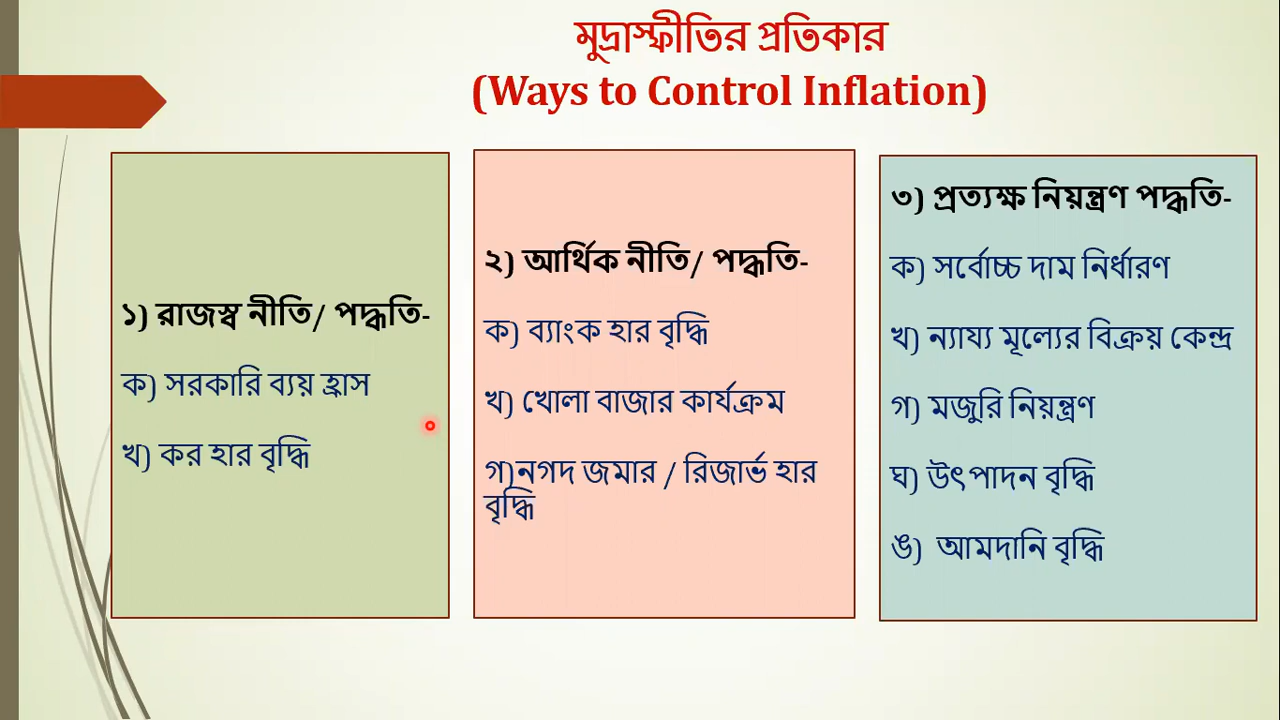 মুদ্রাস্ফীতির প্রতিকার
(Ways to Control Inflation)
১) রাজস্ব নীতি/ পদ্ধতি-
ক) সরকারি ব্যয় হ্রাস
খ) কর হার বৃদ্ধি
২) আর্থিক নীতি/ পদ্ধতি-
ক) ব্যাংক হার বৃদ্ধি
খ) খোলা বাজার কার্যক্রম
গ)নগদ জমার / রিজার্ভ হার
বৃদ্ধি
৩) প্রত্যক্ষ নিয়ন্ত্রণ পদ্ধতি-
ক) সর্বোচ্চ দাম নির্ধারণ
খ) ন্যায্য মূল্যের বিক্রয় কেন্দ্র
গ) মজুরি নিয়ন্ত্রণ
ঘ) উৎপাদন বৃদ্ধি
ঙ) আমদানি বৃদ্ধি